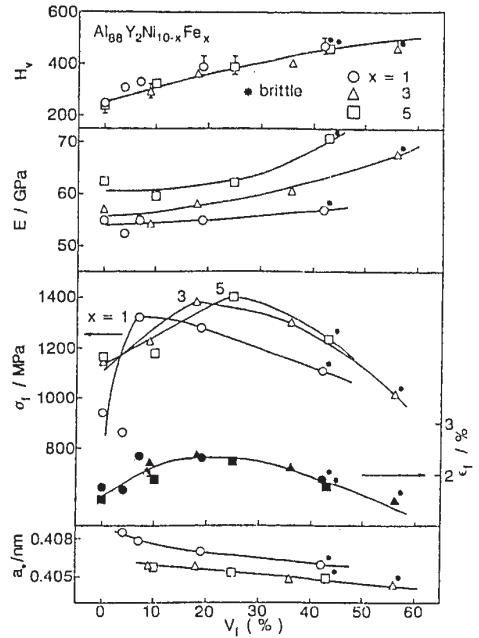 Al88Y2Ni10-xFex
600
400
200
Hv
○ x = 1
△ 3
□ 5
* brittle
70
60
50
E / GPa
x = 1
3
5
1400
1200
1000
800
σf / MPa
3
2
εf / %
0.408
0.405
a₀/nm
0 10 20 30 40 50 60
Vf ( % )